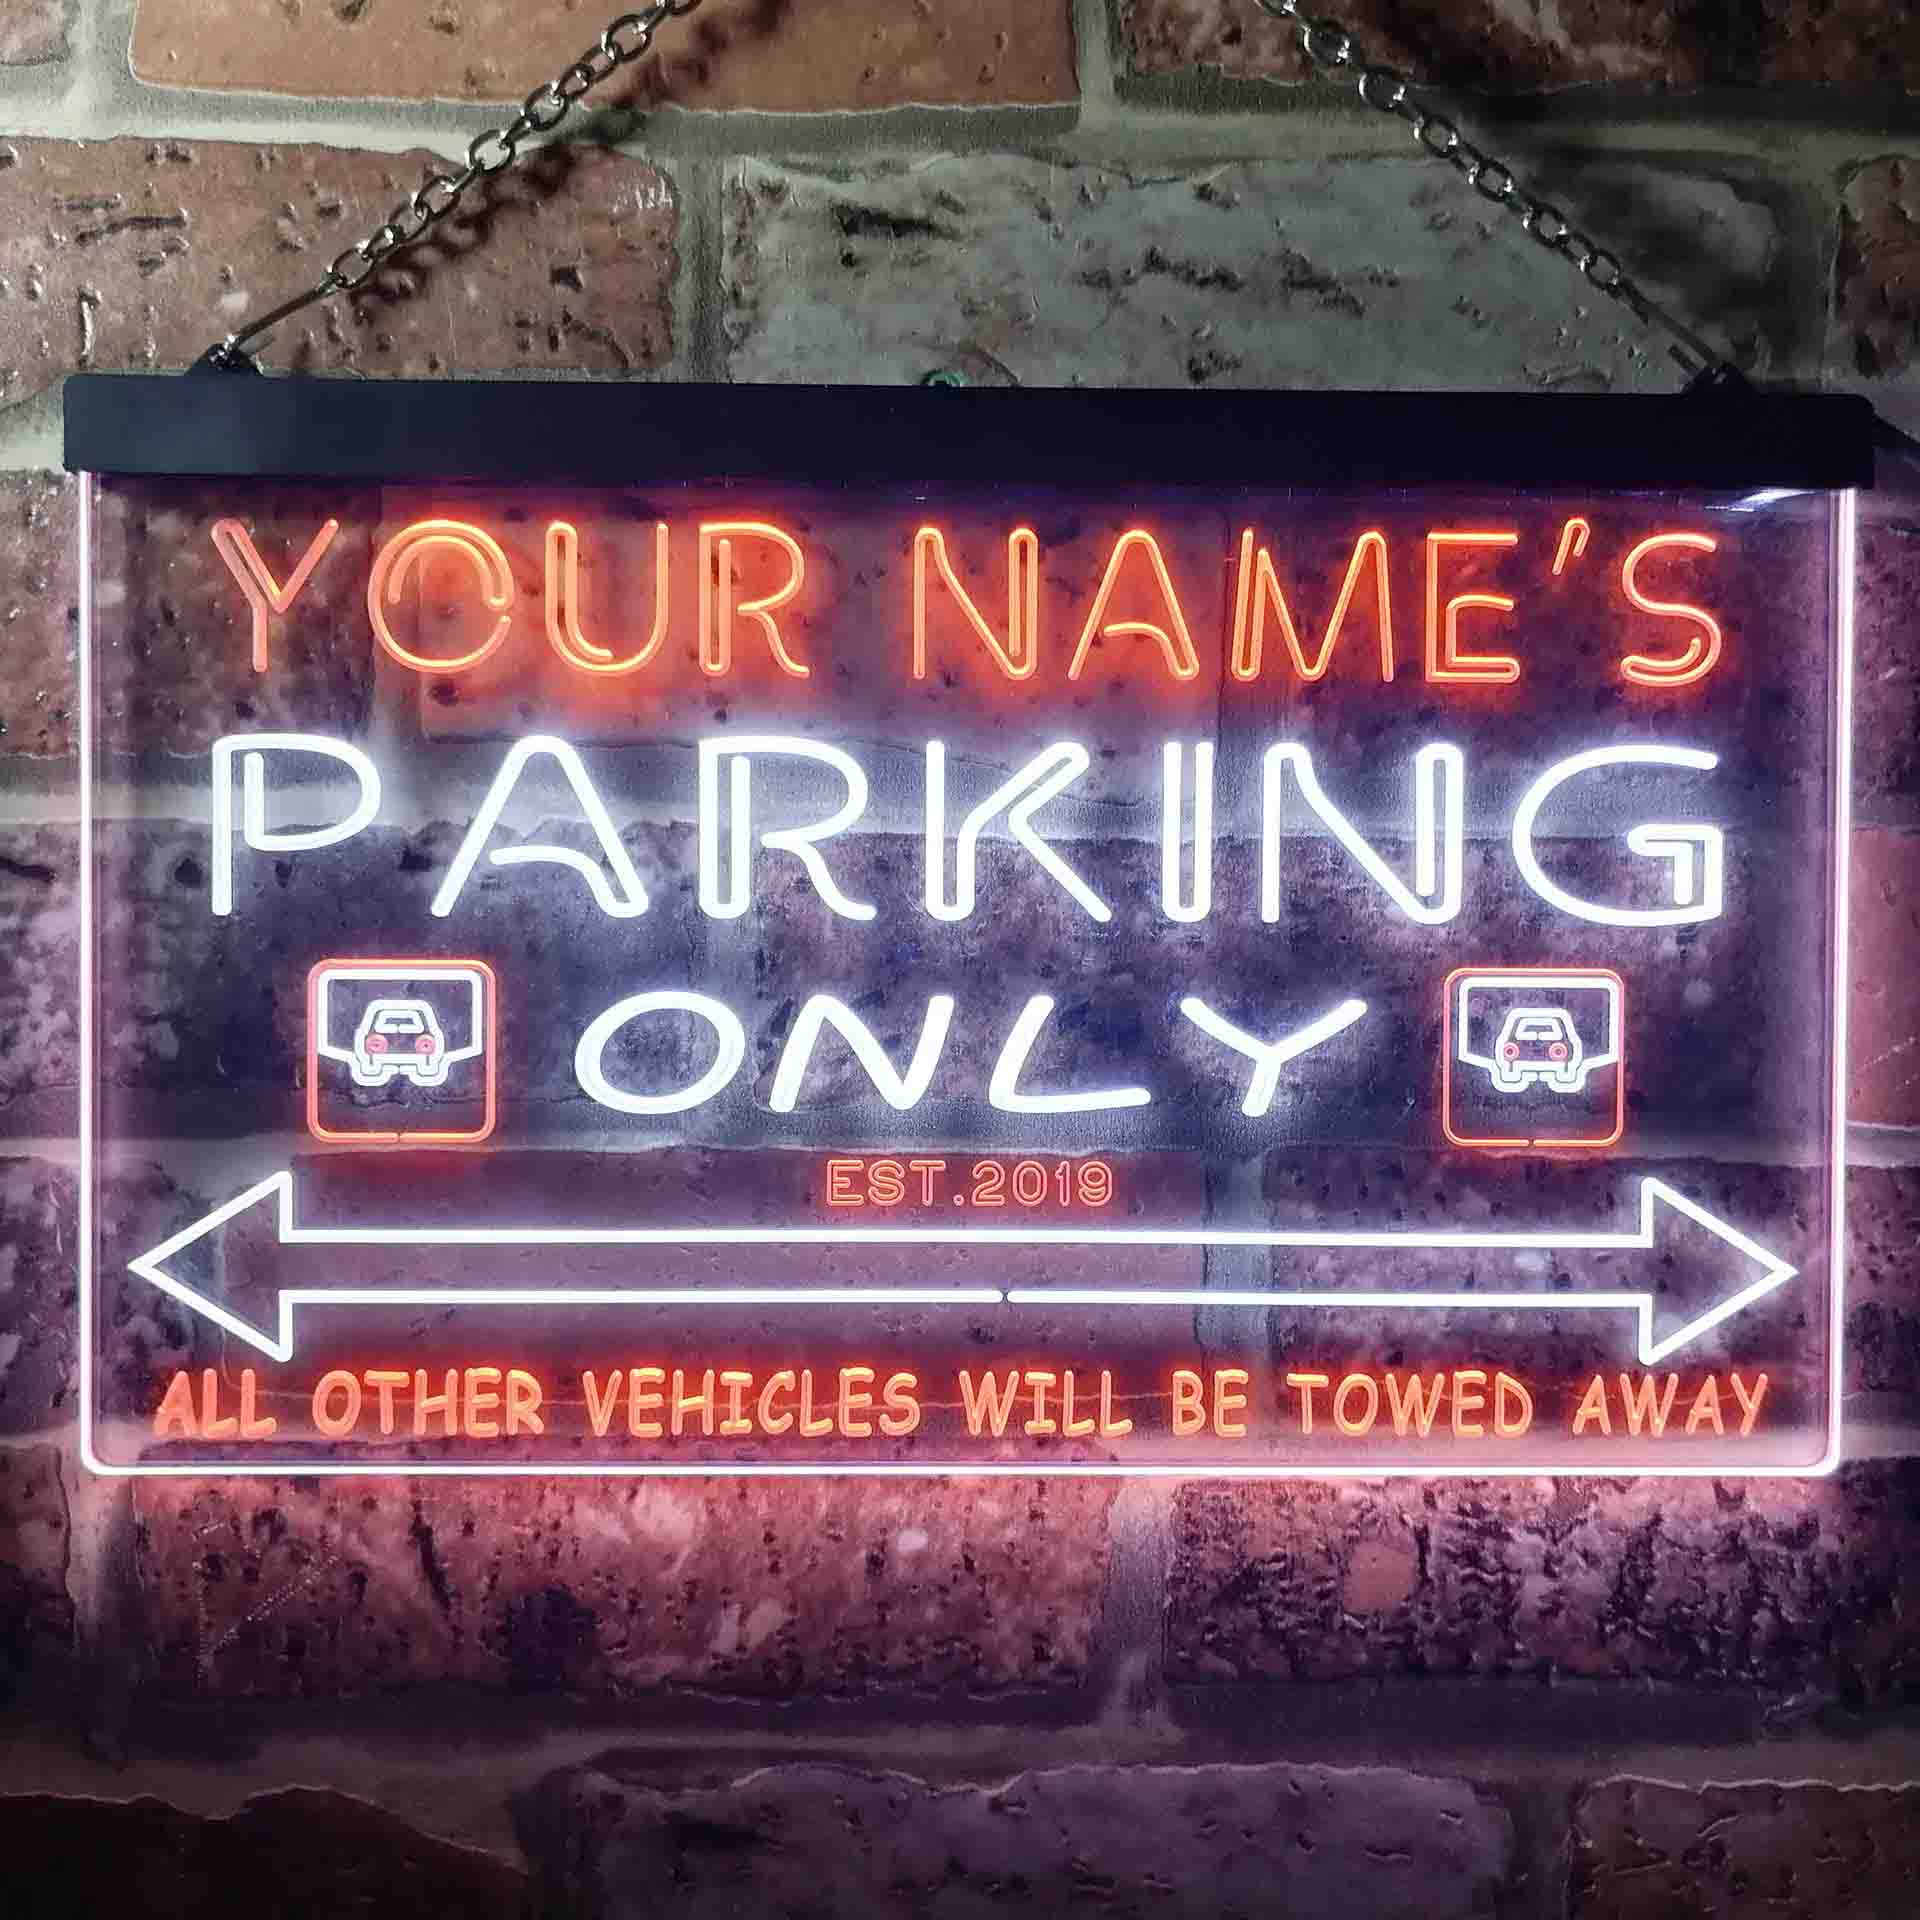 YOUR NAME'S
PARKING
ONLY
EST.2019
ALL OTHER VEHICLES WILL BE TOWED AWAY